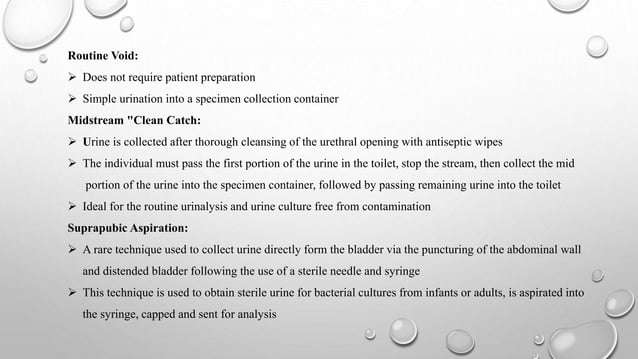 Routine Void:
➢ Does not require patient preparation
➢ Simple urination into a specimen collection container
Midstream "Clean Catch:
➢ Urine is collected after thorough cleansing of the urethral opening with antiseptic wipes
➢ The individual must pass the first portion of the urine in the toilet, stop the stream, then collect the mid
portion of the urine into the specimen container, followed by passing remaining urine into the toilet
➢ Ideal for the routine urinalysis and urine culture free from contamination
Suprapubic Aspiration:
➢ A rare technique used to collect urine directly form the bladder via the puncturing of the abdominal wall
and distended bladder following the use of a sterile needle and syringe
➢ This technique is used to obtain sterile urine for bacterial cultures from infants or adults, is aspirated into
the syringe, capped and sent for analysis